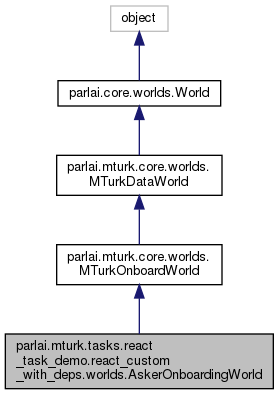 object
parlai.core.worlds.World
parlai.mturk.core.worlds.
MTurkDataWorld
parlai.mturk.core.worlds.
MTurkOnboardWorld
parlai.mturk.tasks.react
_task_demo.react_custom
_with_deps.worlds.AskerOnboardingWorld